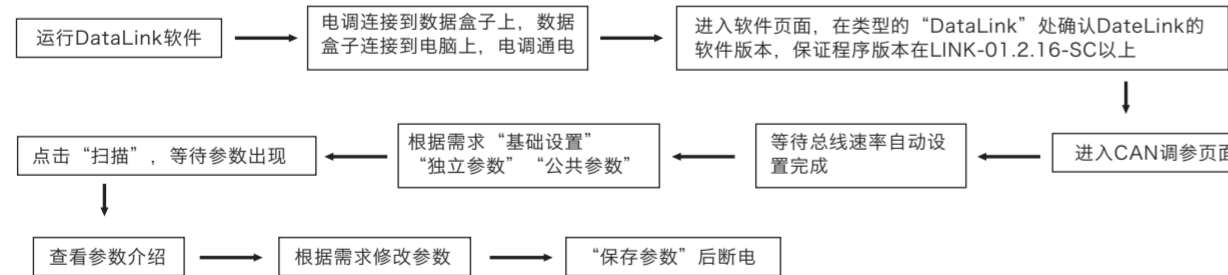 运行DataLink软件
电调连接到数据盒子上，数据
盒子连接到电脑上，电调通电
进入软件页面，在类型的“DataLink”处确认DateLink的
软件版本，保证程序版本在LINK-01.2.16-SC以上
进入CAN调参页面
等待总线速率自动设
置完成
根据需求“基础设置”
“独立参数”“公共参数”
点击“扫描”，等待参数出现
查看参数介绍
根据需求修改参数
“保存参数”后断电